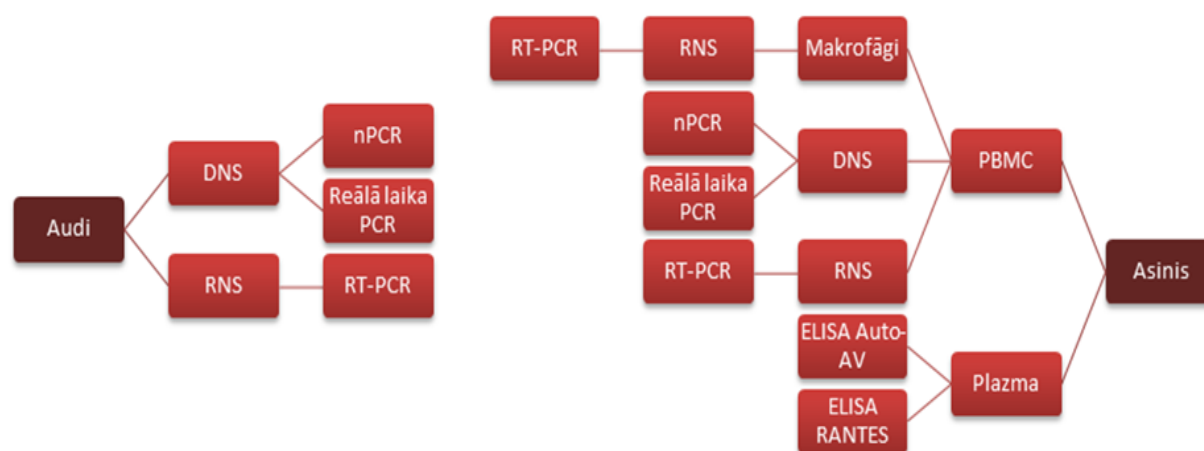 Audi
DNS
nPCR
Reālā laika
PCR
RNS
RT-PCR
RT-PCR
RNS
Makrofāgi
nPCR
Reālā laika
PCR
DNS
PBMC
RT-PCR
RNS
ELISA Auto-
AV
ELISA
RANTES
Plazma
Asinis